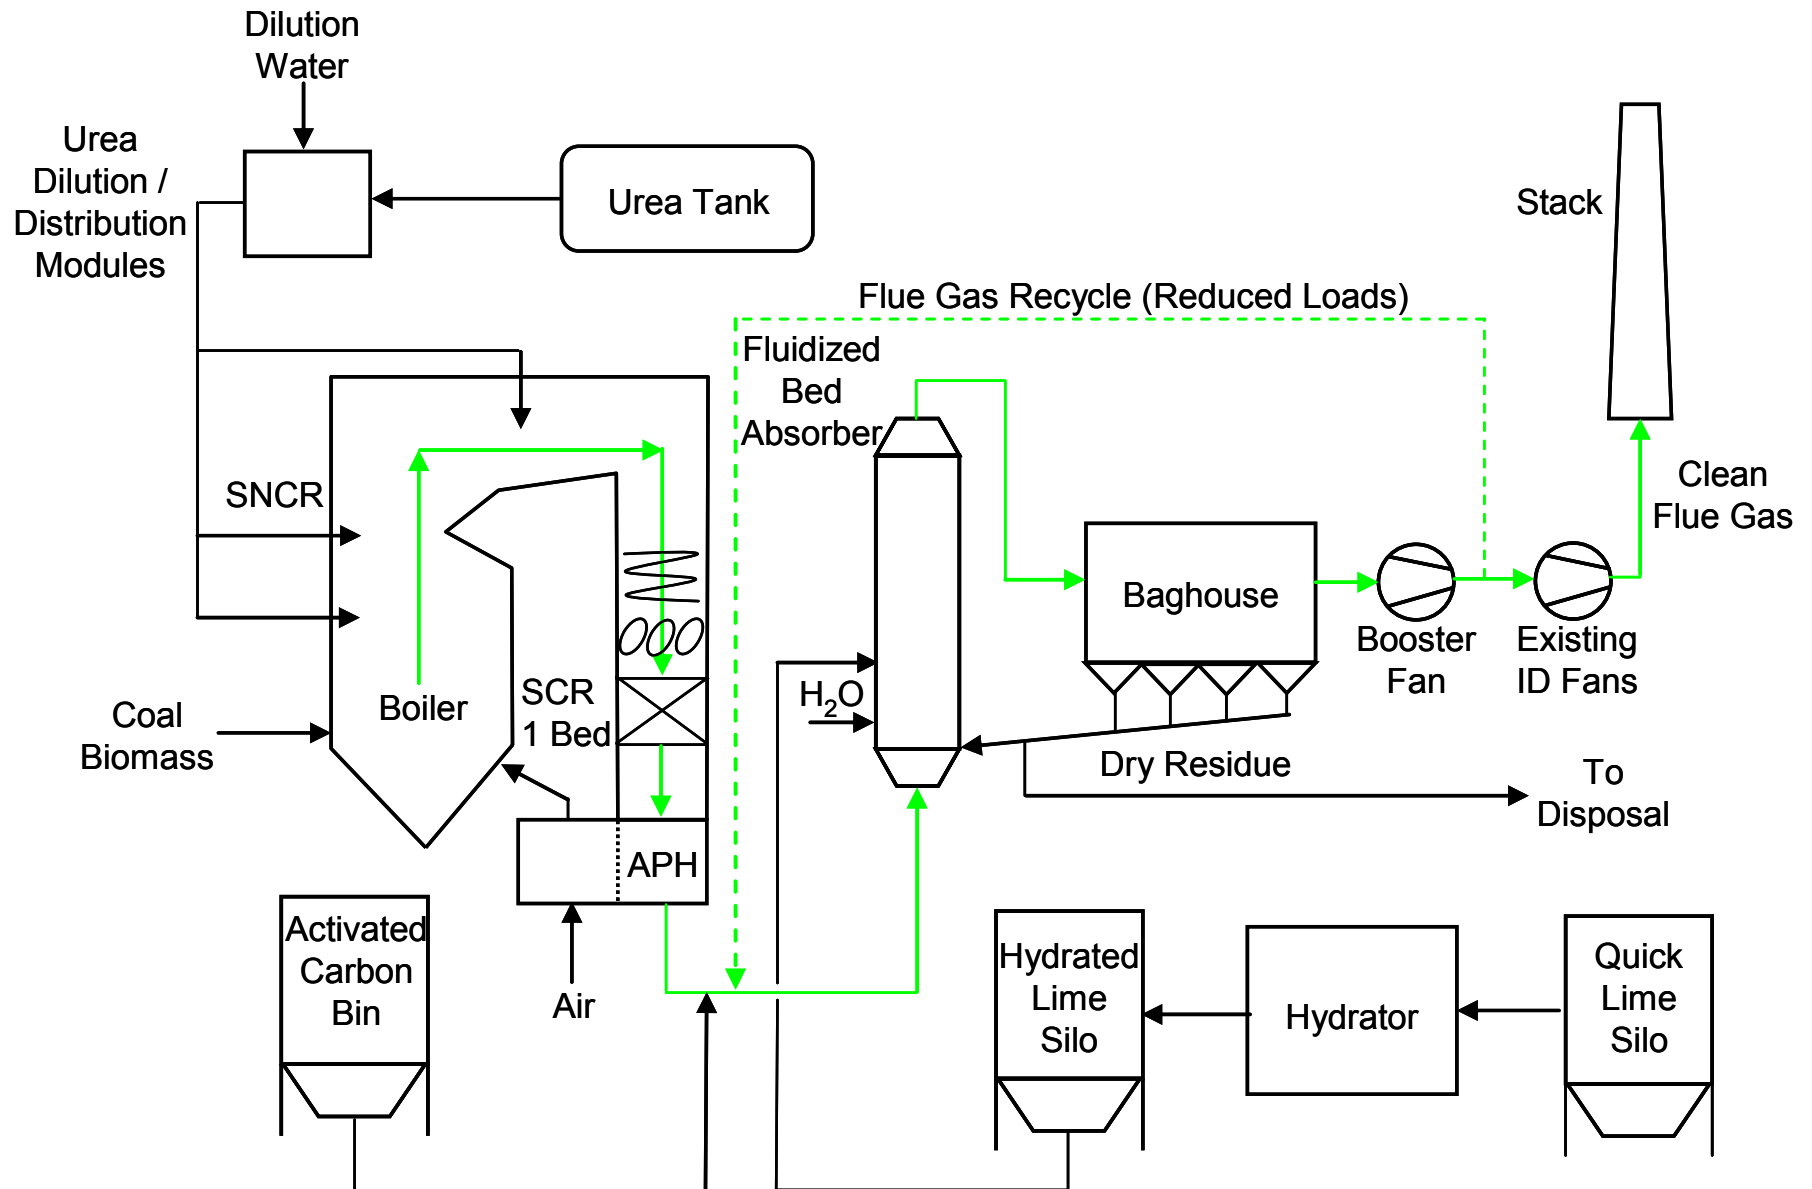 Dilution
Water
Urea
Dilution /
Distribution
Modules
Urea Tank
Stack
Flue Gas Recycle (Reduced Loads)
Fluidized
Bed
Absorber
SNCR
Clean
Flue Gas
Baghouse
Booster
Fan
Existing
ID Fans
Boiler
SCR
1 Bed
H₂O
Coal
Biomass
Dry Residue
To
Disposal
APH
Air
Activated
Carbon
Bin
Hydrated
Lime
Silo
Hydrator
Quick
Lime
Silo